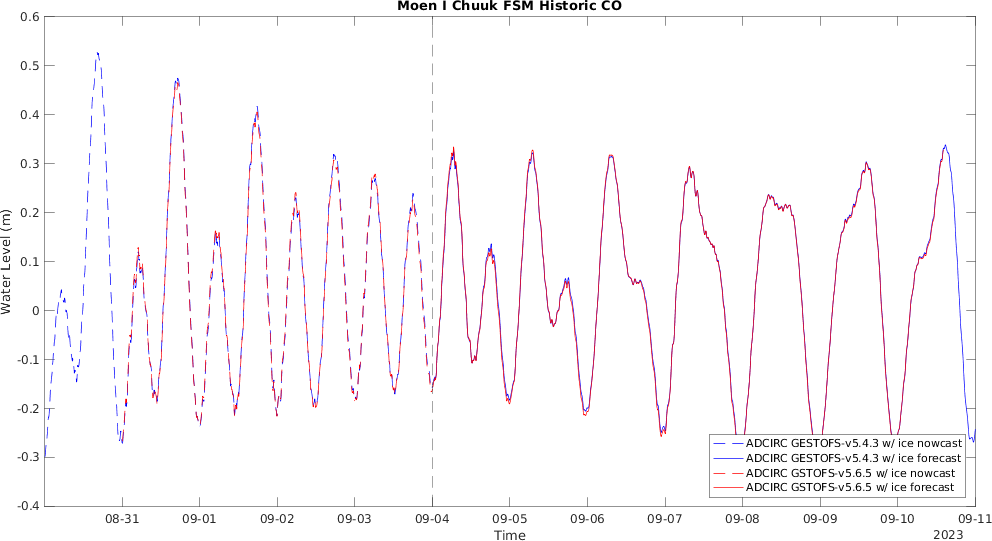 Moen I Chuuk FSM Historic CO
0.6
0.5
0.4
0.3
0.2
0.1
0
-0.1
-0.2
-0.3
-0.4
Water Level (m)
ADCIRC GESTOFS-v5.4.3 w/ ice nowcast
ADCIRC GESTOFS-v5.4.3 w/ ice forecast
ADCIRC GSTOFS-v5.6.5 w/ ice nowcast
ADCIRC GSTOFS-v5.6.5 w/ ice forecast
08-31 09-01 09-02 09-03 09-04 09-05 09-06 09-07 09-08 09-09 09-10 09-11
Time
2023